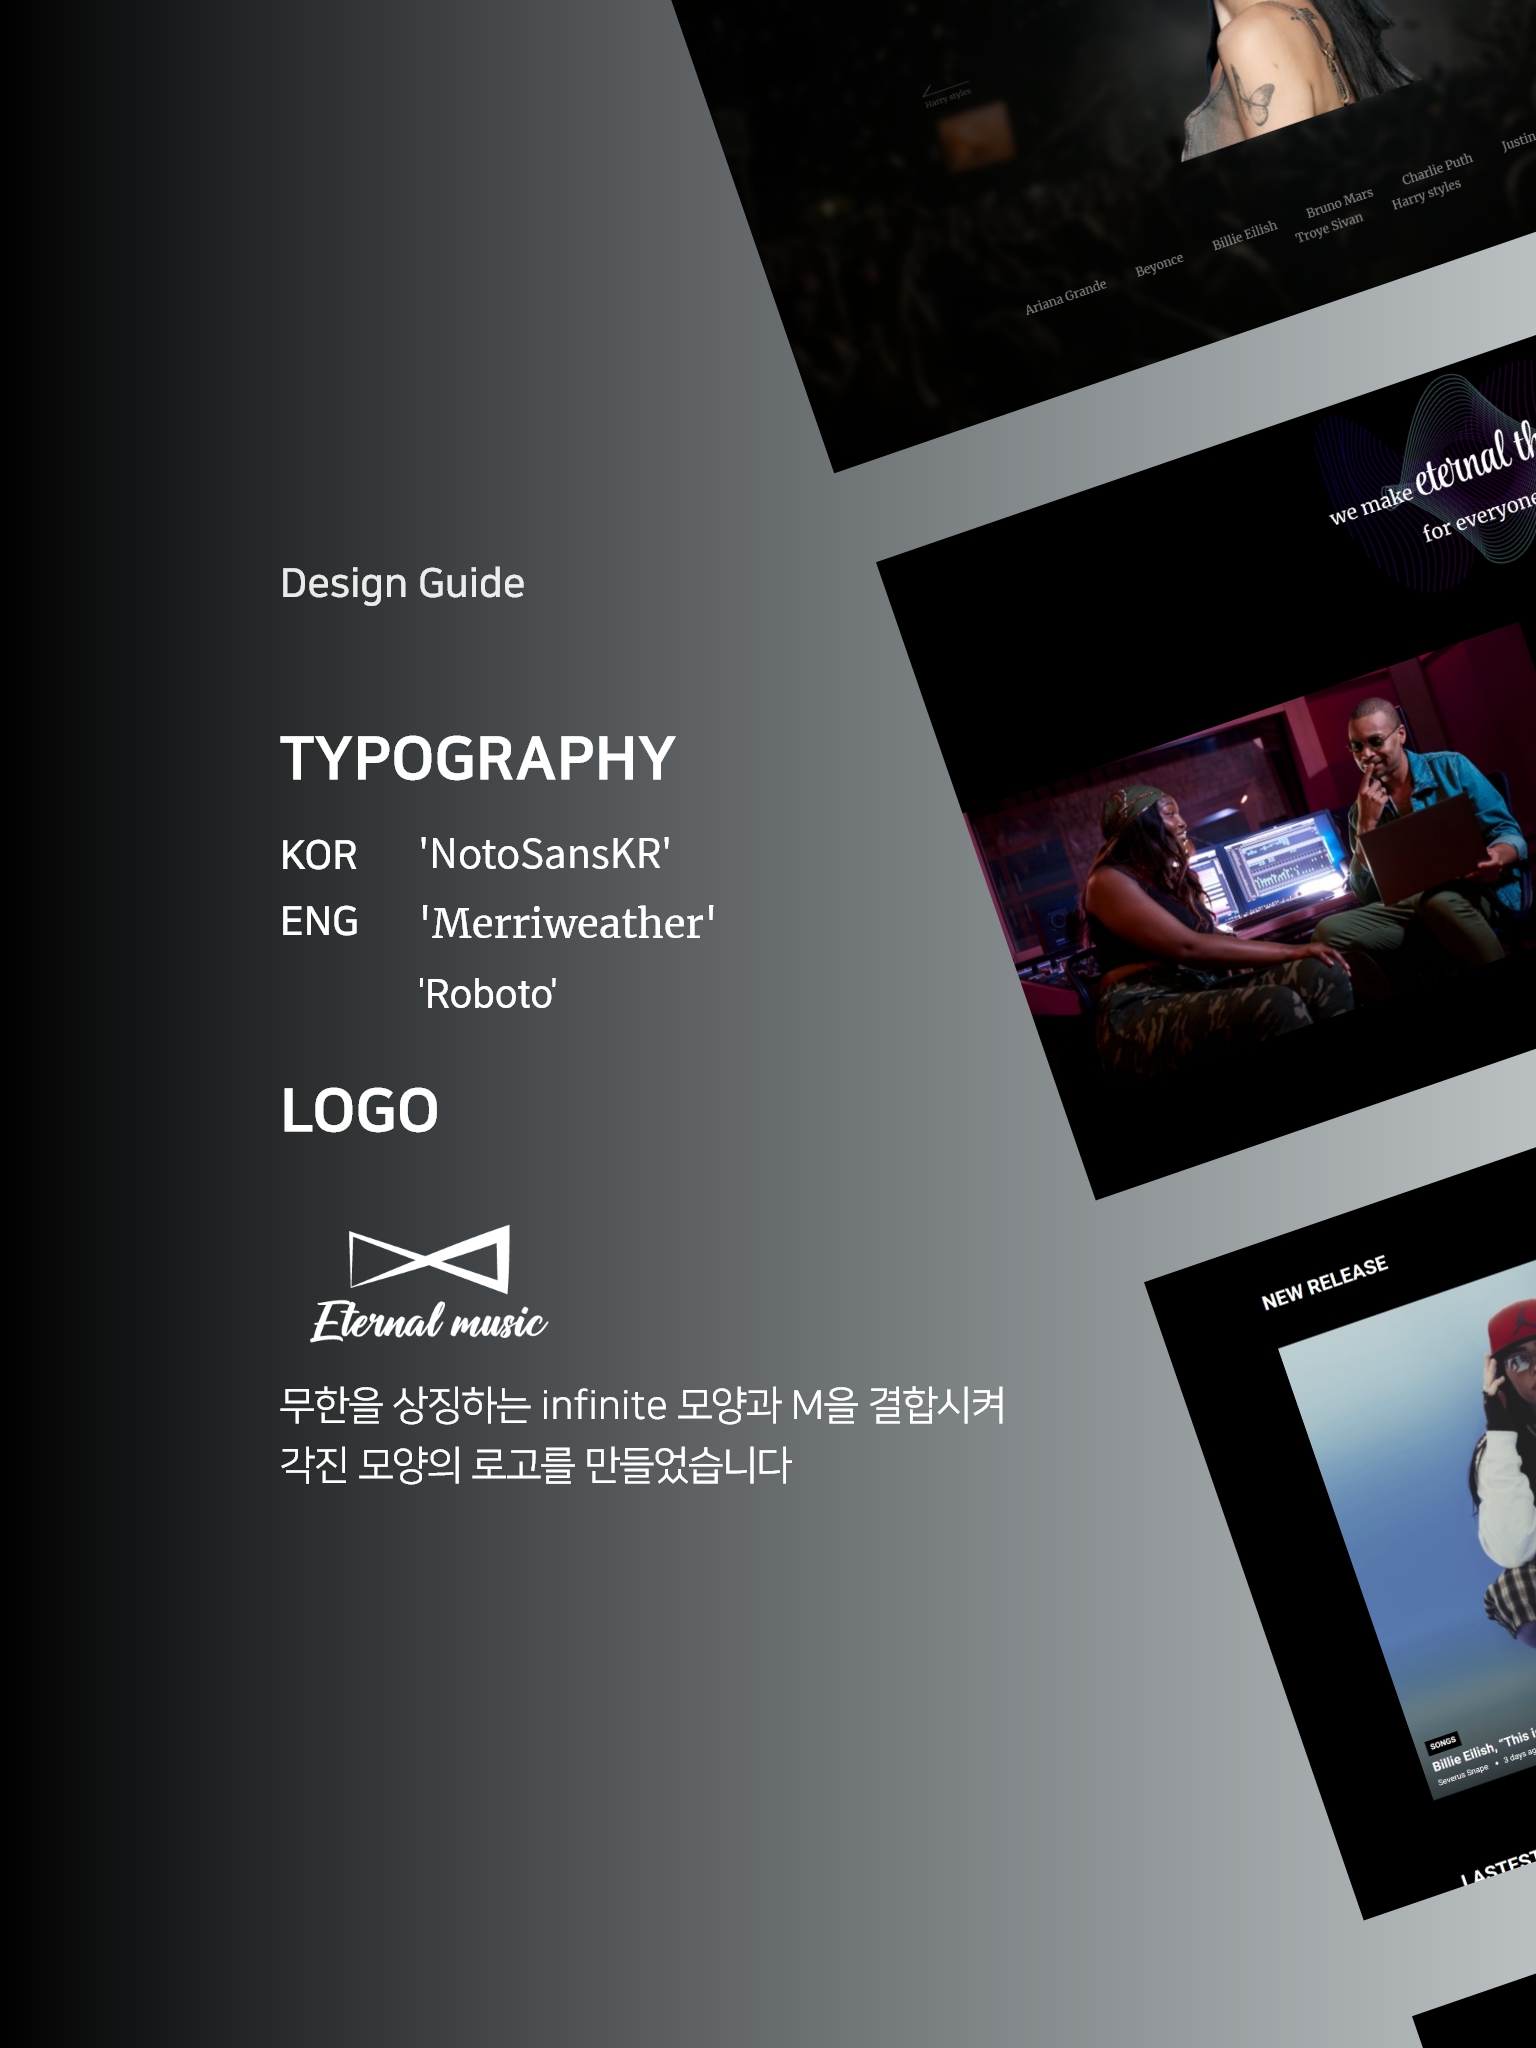 Harry styles
Ariana Grande
Beyonce
Billie Eilish
Bruno Mars
Troye Sivan
Charlie Puth
Harry styles
Justin
we make eternal th
for everyone
Design Guide
TYPOGRAPHY
KOR 'NotoSansKR'
ENG 'Merriweather'
'Roboto'
LOGO
Eternal music
무한을 상징하는 infinite 모양과 M을 결합시켜
각진 모양의 로고를 만들었습니다
NEW RELEASE
SONGS
Billie Eilish, “This i
Severus Snape • 3 days ag
LASTEST